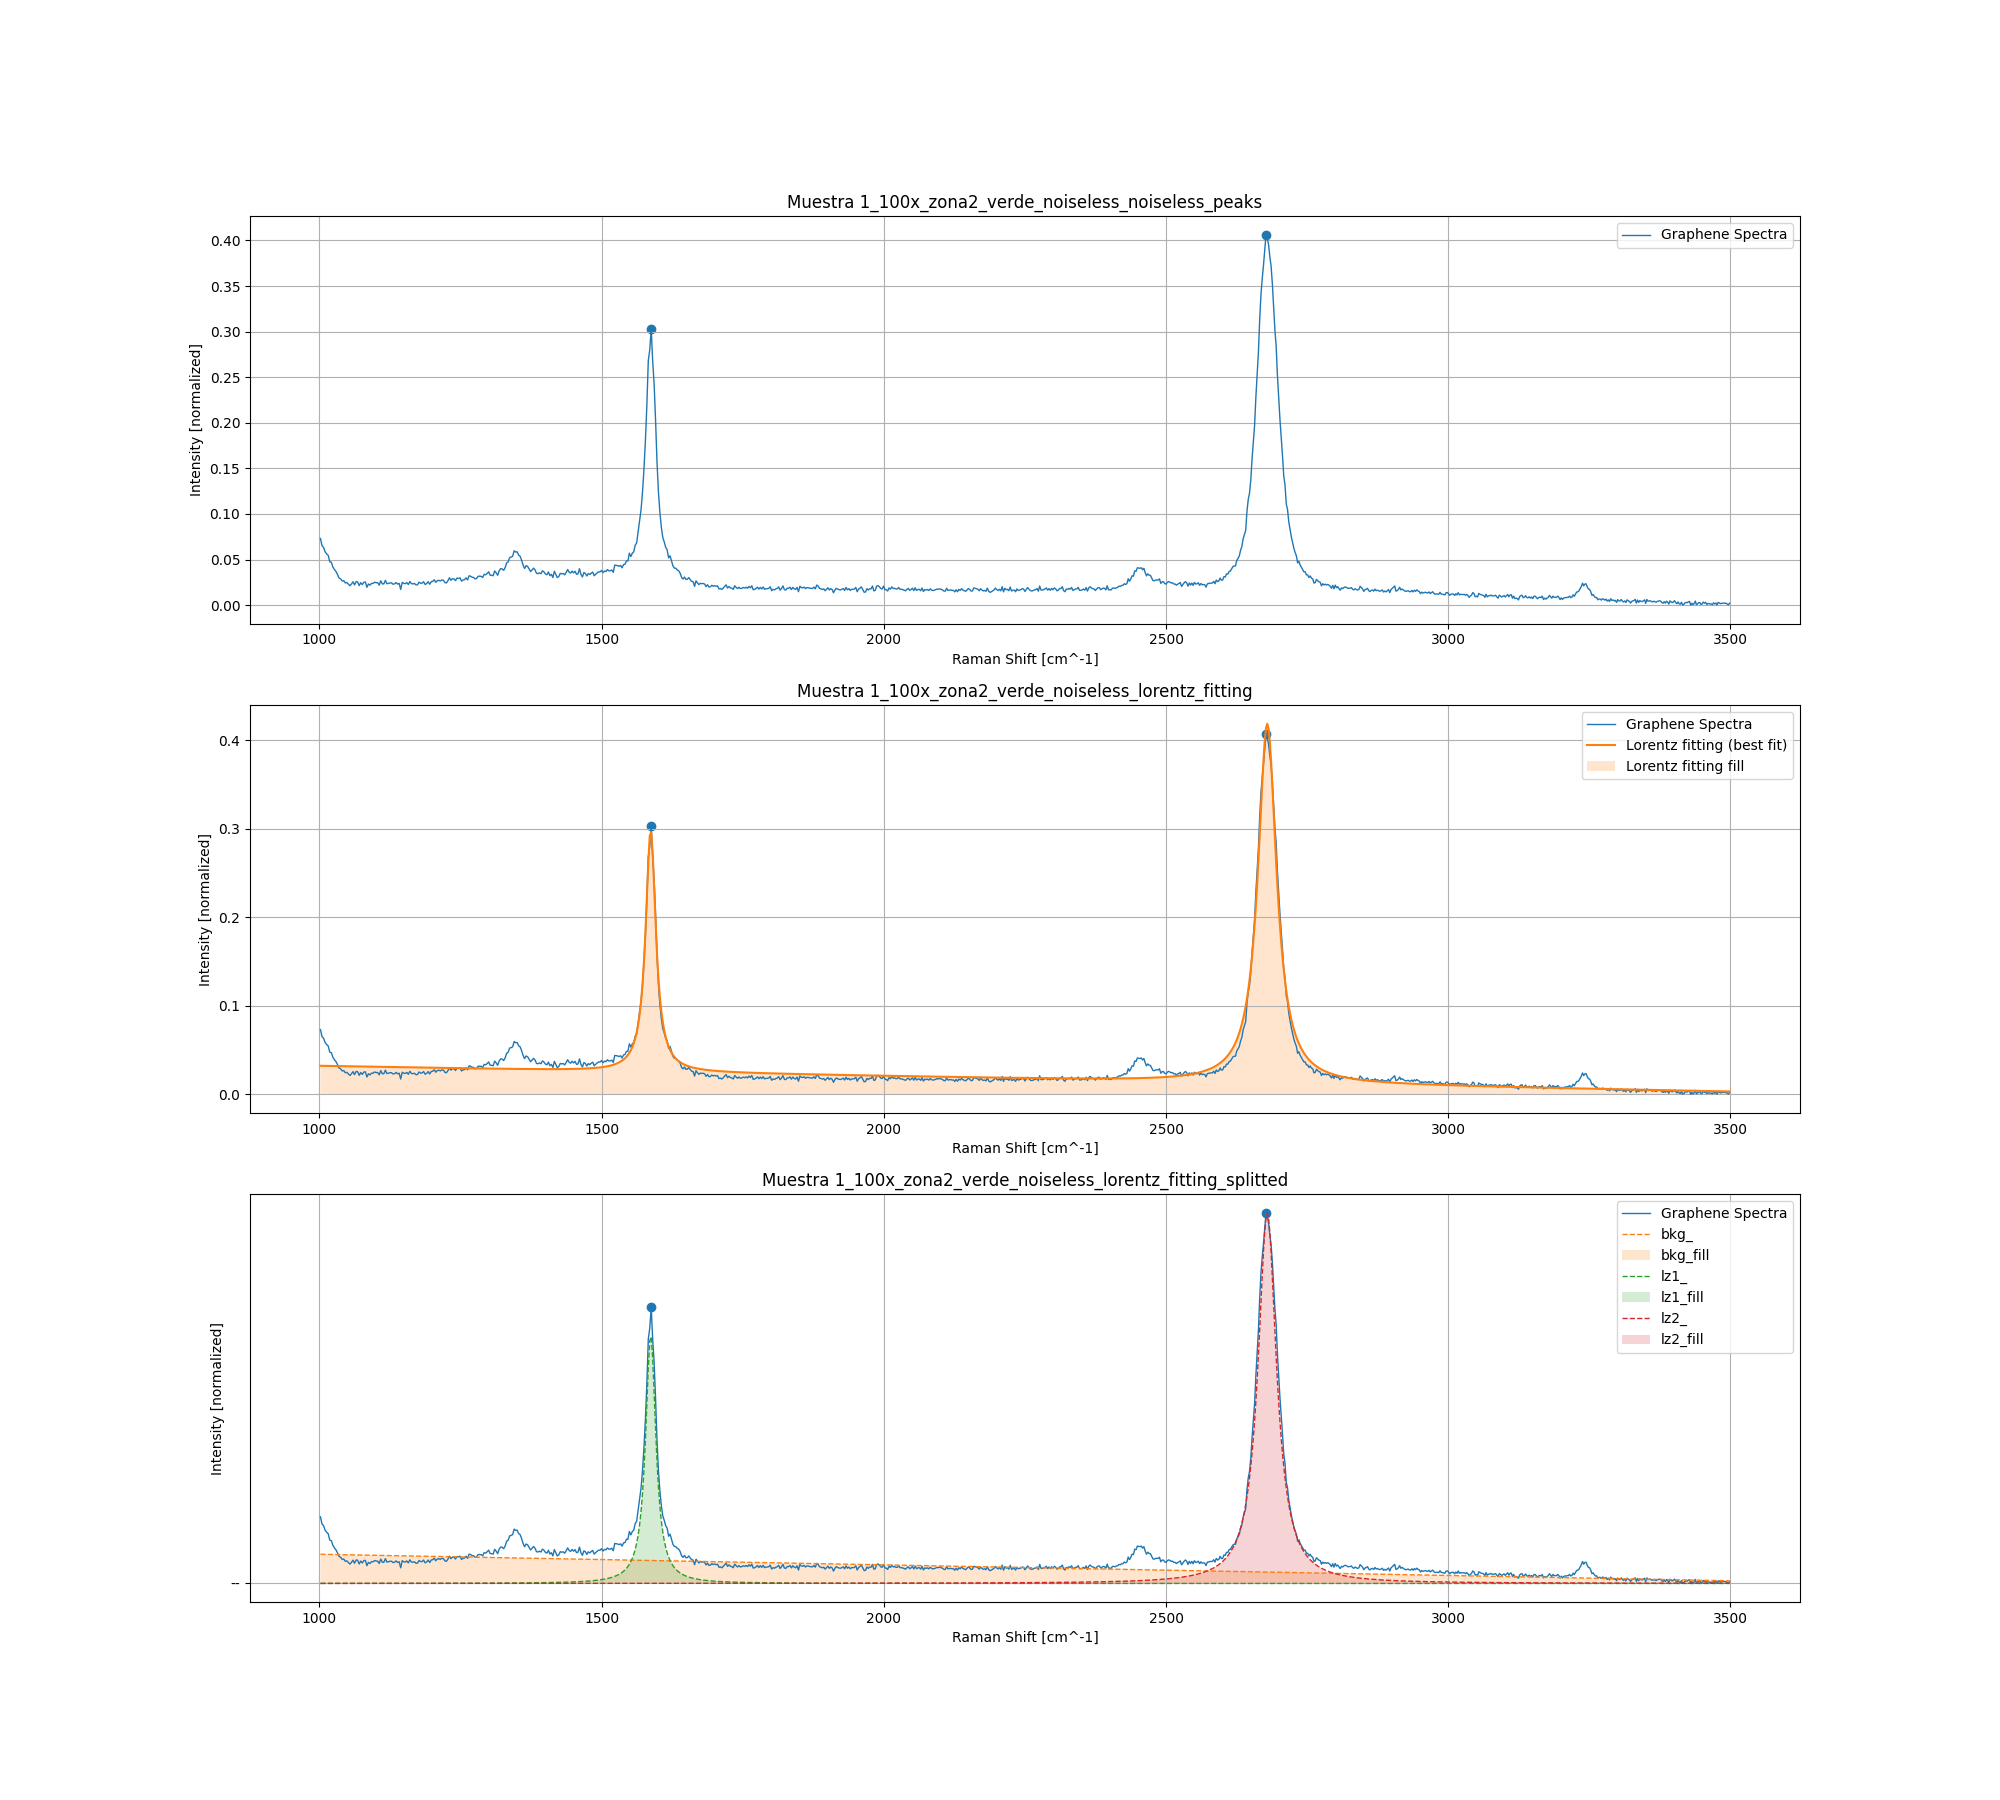 Muestra 1_100x_zona2_verde_noiseless_noiseless_peaks
Graphene Spectra
0.40
0.35
0.30
0.25
0.20
0.15
0.10
0.05
0.00
Intensity [normalized]
1000 1500 2000 2500 3000 3500
Raman Shift [cm^-1]
Muestra 1_100x_zona2_verde_noiseless_lorentz_fitting
Graphene Spectra
Lorentz fitting (best fit)
Lorentz fitting fill
0.4
0.3
0.2
0.1
0.0
Intensity [normalized]
1000 1500 2000 2500 3000 3500
Raman Shift [cm^-1]
Muestra 1_100x_zona2_verde_noiseless_lorentz_fitting_splitted
Graphene Spectra
bkg_
bkg_fill
lz1_
lz1_fill
lz2_
lz2_fill
Intensity [normalized]
--
1000 1500 2000 2500 3000 3500
Raman Shift [cm^-1]